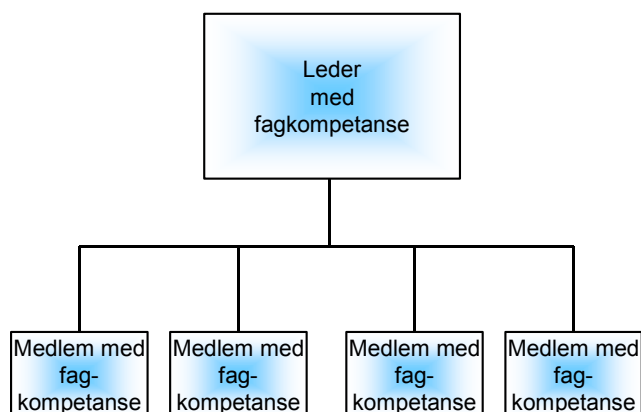 Leder
med
fagkompetanse
Medlem med
fag-
kompetanse
Medlem med
fag-
kompetanse
Medlem med
fag-
kompetanse
Medlem med
fag-
kompetanse